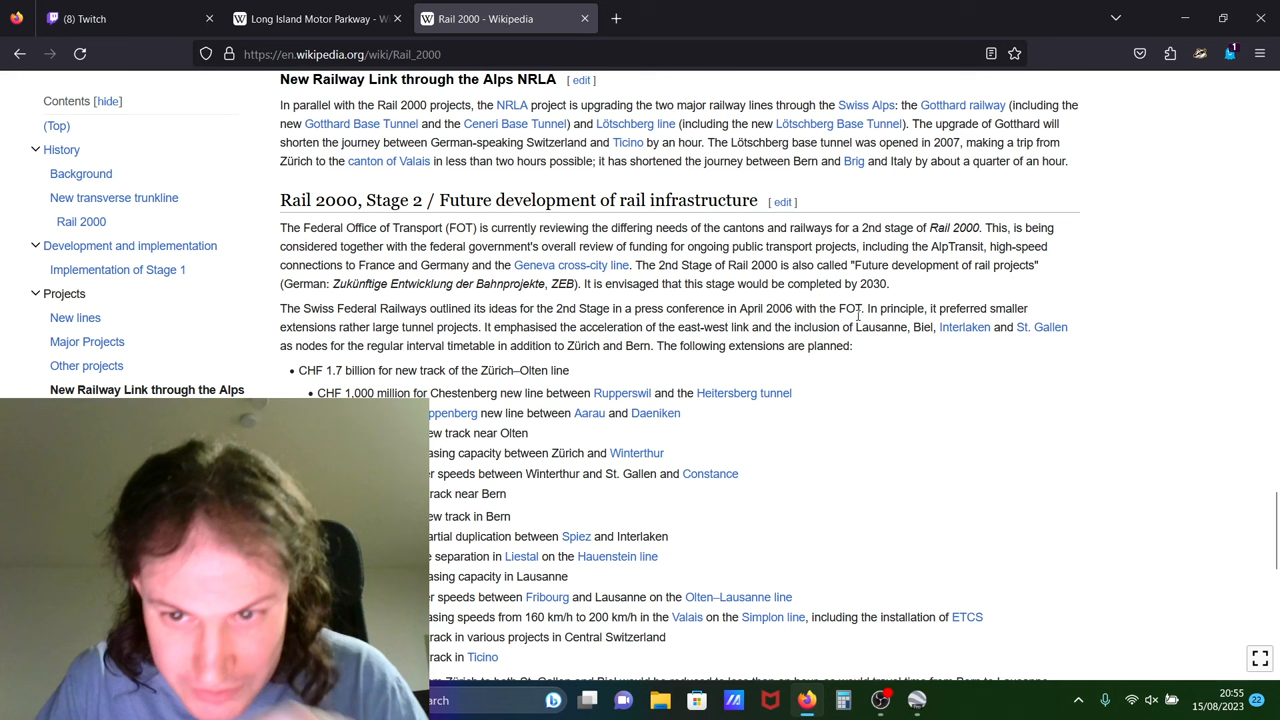 (8) Twitch
Long Island Motor Parkway - Wi
Rail 2000 - Wikipedia
https://en.wikipedia.org/wiki/Rail_2000
1
Contents [hide]
(Top)
History
Background
New transverse trunkline
Rail 2000
Development and implementation
Implementation of Stage 1
Projects
New lines
Major Projects
Other projects
New Railway Link through the Alps
New Railway Link through the Alps NRLA [ edit ]
In parallel with the Rail 2000 projects, the NRLA project is upgrading the two major railway lines through the Swiss Alps: the Gotthard railway (including the
new Gotthard Base Tunnel and the Ceneri Base Tunnel) and Lötschberg line (including the new Lötschberg Base Tunnel). The upgrade of Gotthard will
shorten the journey between German-speaking Switzerland and Ticino by an hour. The Lötschberg base tunnel was opened in 2007, making a trip from
Zürich to the canton of Valais in less than two hours possible; it has shortened the journey between Bern and Brig and Italy by about a quarter of an hour.
Rail 2000, Stage 2 / Future development of rail infrastructure [ edit ]
The Federal Office of Transport (FOT) is currently reviewing the differing needs of the cantons and railways for a 2nd stage of Rail 2000. This, is being
considered together with the federal government's overall review of funding for ongoing public transport projects, including the AlpTransit, high-speed
connections to France and Germany and the Geneva cross-city line. The 2nd Stage of Rail 2000 is also called "Future development of rail projects"
(German: Zukünftige Entwicklung der Bahnprojekte, ZEB). It is envisaged that this stage would be completed by 2030.
The Swiss Federal Railways outlined its ideas for the 2nd Stage in a press conference in April 2006 with the FOT. In principle, it preferred smaller
extensions rather large tunnel projects. It emphasised the acceleration of the east-west link and the inclusion of Lausanne, Biel, Interlaken and St. Gallen
as nodes for the regular interval timetable in addition to Zürich and Bern. The following extensions are planned:
• CHF 1.7 billion for new track of the Zürich–Olten line
• CHF 1,000 million for Chestenberg new line between Rupperswil and the Heitersberg tunnel
ppenberg new line between Aarau and Daeniken
ew track near Olten
asing capacity between Zürich and Winterthur
r speeds between Winterthur and St. Gallen and Constance
rack near Bern
ew track in Bern
artial duplication between Spiez and Interlaken
e separation in Liestal on the Hauenstein line
asing capacity in Lausanne
r speeds between Fribourg and Lausanne on the Olten–Lausanne line
asing speeds from 160 km/h to 200 km/h in the Valais on the Simplon line, including the installation of ETCS
rack in various projects in Central Switzerland
rack in Ticino
earch
20:55
15/08/2023
22